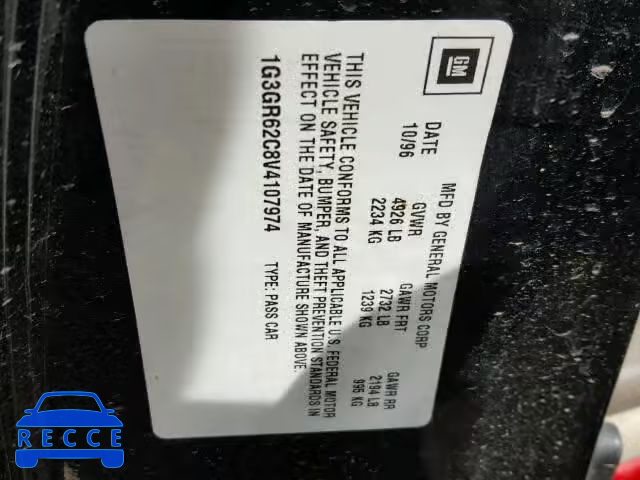 GM
MFD BY GENERAL MOTORS CORP
DATE GVWR GAWR FRT GAWR RR
10/96 4926 LB 2732 LB 2194 LB
2234 KG 1239 KG 995 KG
THIS VEHICLE CONFORMS TO ALL APPLICABLE U.S. FEDERAL MOTOR
VEHICLE SAFETY, BUMPER, AND THEFT PREVENTION STANDARDS IN
EFFECT ON THE DATE OF MANUFACTURE SHOWN ABOVE.
1G3GR62C8V4107974 TYPE: PASS CAR
RECCE